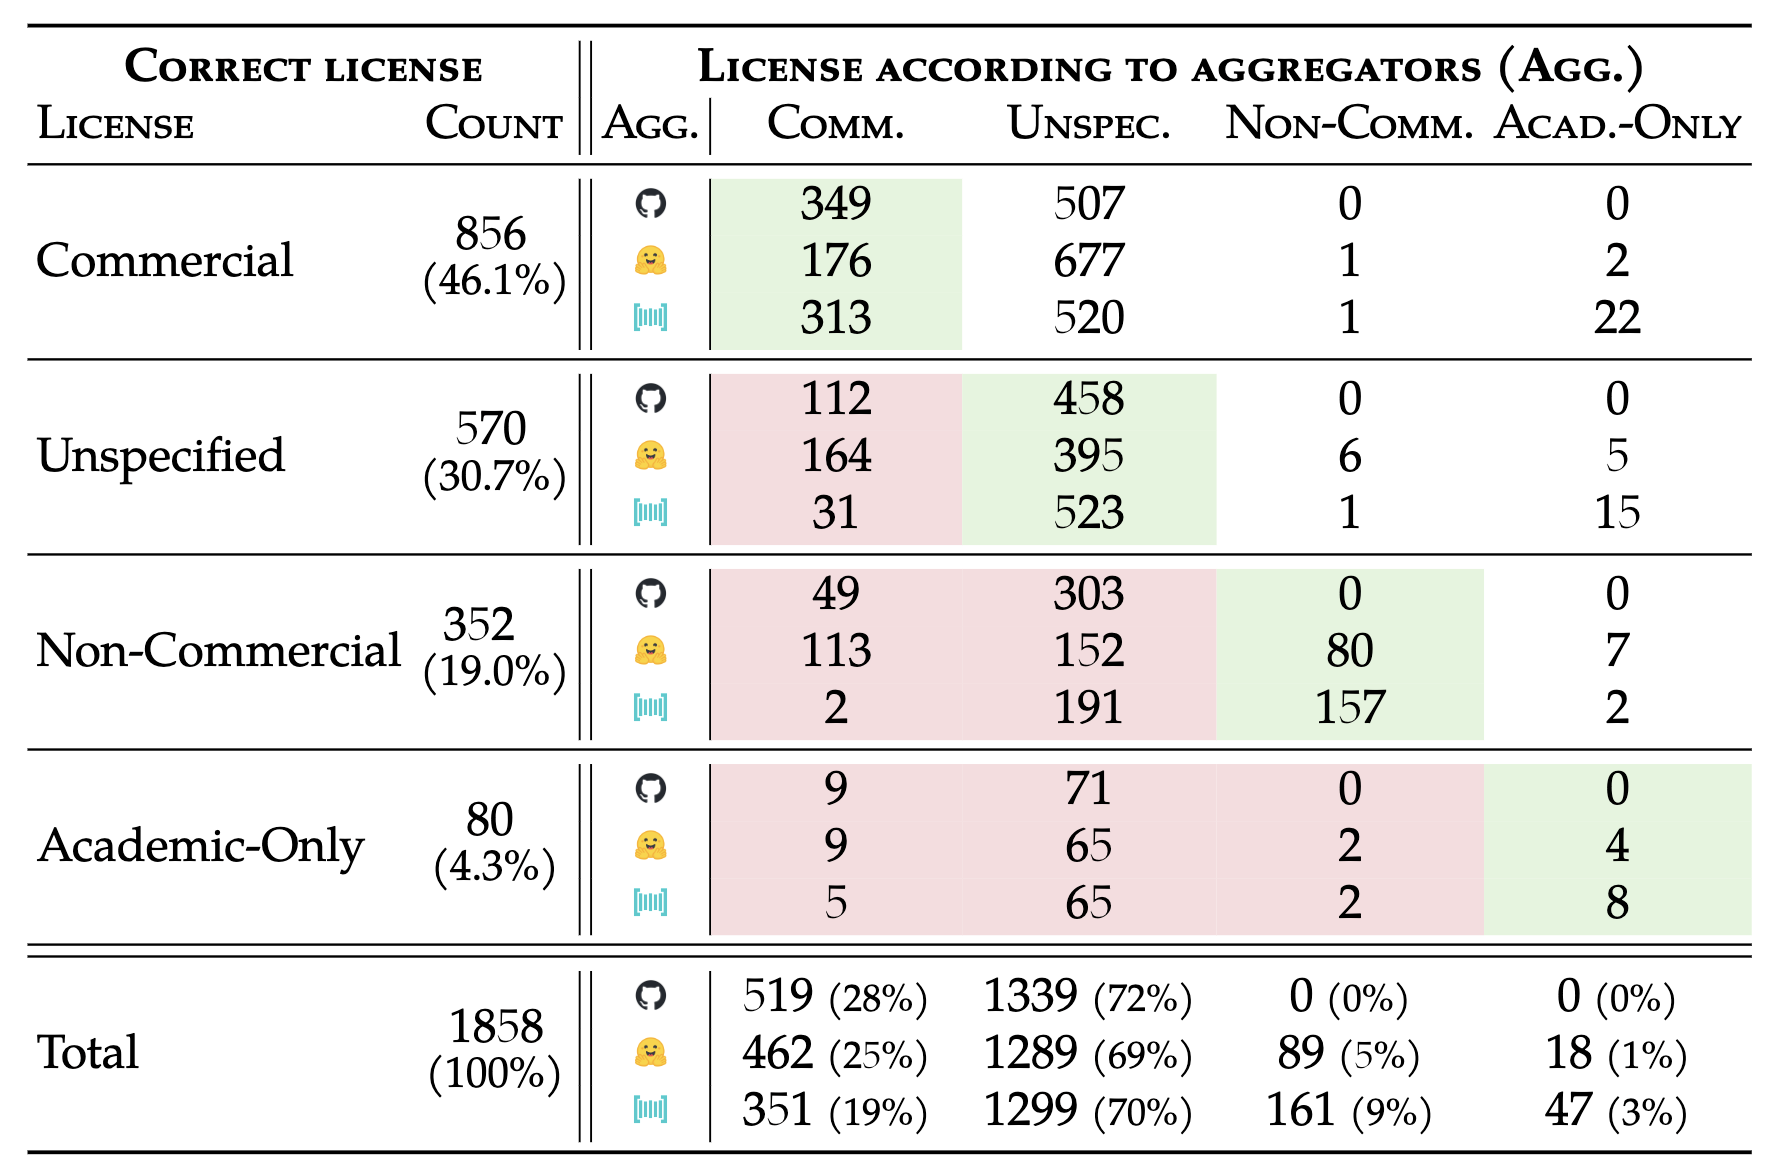 CORRECT LICENSE LICENSE ACCORDING TO AGGREGATORS (AGG.)
LICENSE COUNT AGG. COMM. UNSPEC. NON-COMM. ACAD.-ONLY
Commercial 856 (46.1%)
349 507 0 0
176 677 1 2
313 520 1 22
Unspecified 570 (30.7%)
112 458 0 0
164 395 6 5
31 523 1 15
Non-Commercial 352 (19.0%)
49 303 0 0
113 152 80 7
2 191 157 2
Academic-Only 80 (4.3%)
9 71 0 0
9 65 2 4
5 65 2 8
Total 1858 (100%)
519 (28%) 1339 (72%) 0 (0%) 0 (0%)
462 (25%) 1289 (69%) 89 (5%) 18 (1%)
351 (19%) 1299 (70%) 161 (9%) 47 (3%)